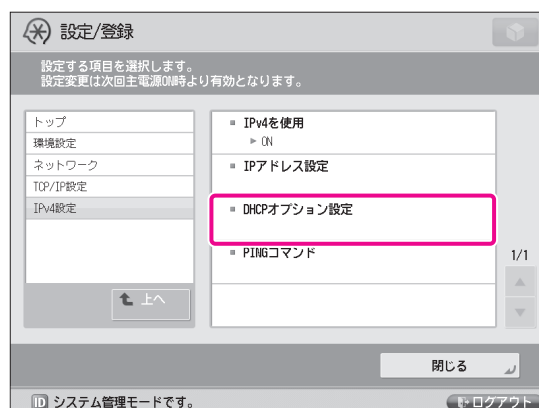 設定/登録
設定する項目を選択します。
設定変更は次回主電源ON時より有効となります。
トップ
環境設定
ネットワーク
TCP/IP設定
IPv4設定
上へ
IPv4を使用
ON
IPアドレス設定
DHCPオプション設定
PINGコマンド
1/1
閉じる
ID システム管理モードです。
ログアウト